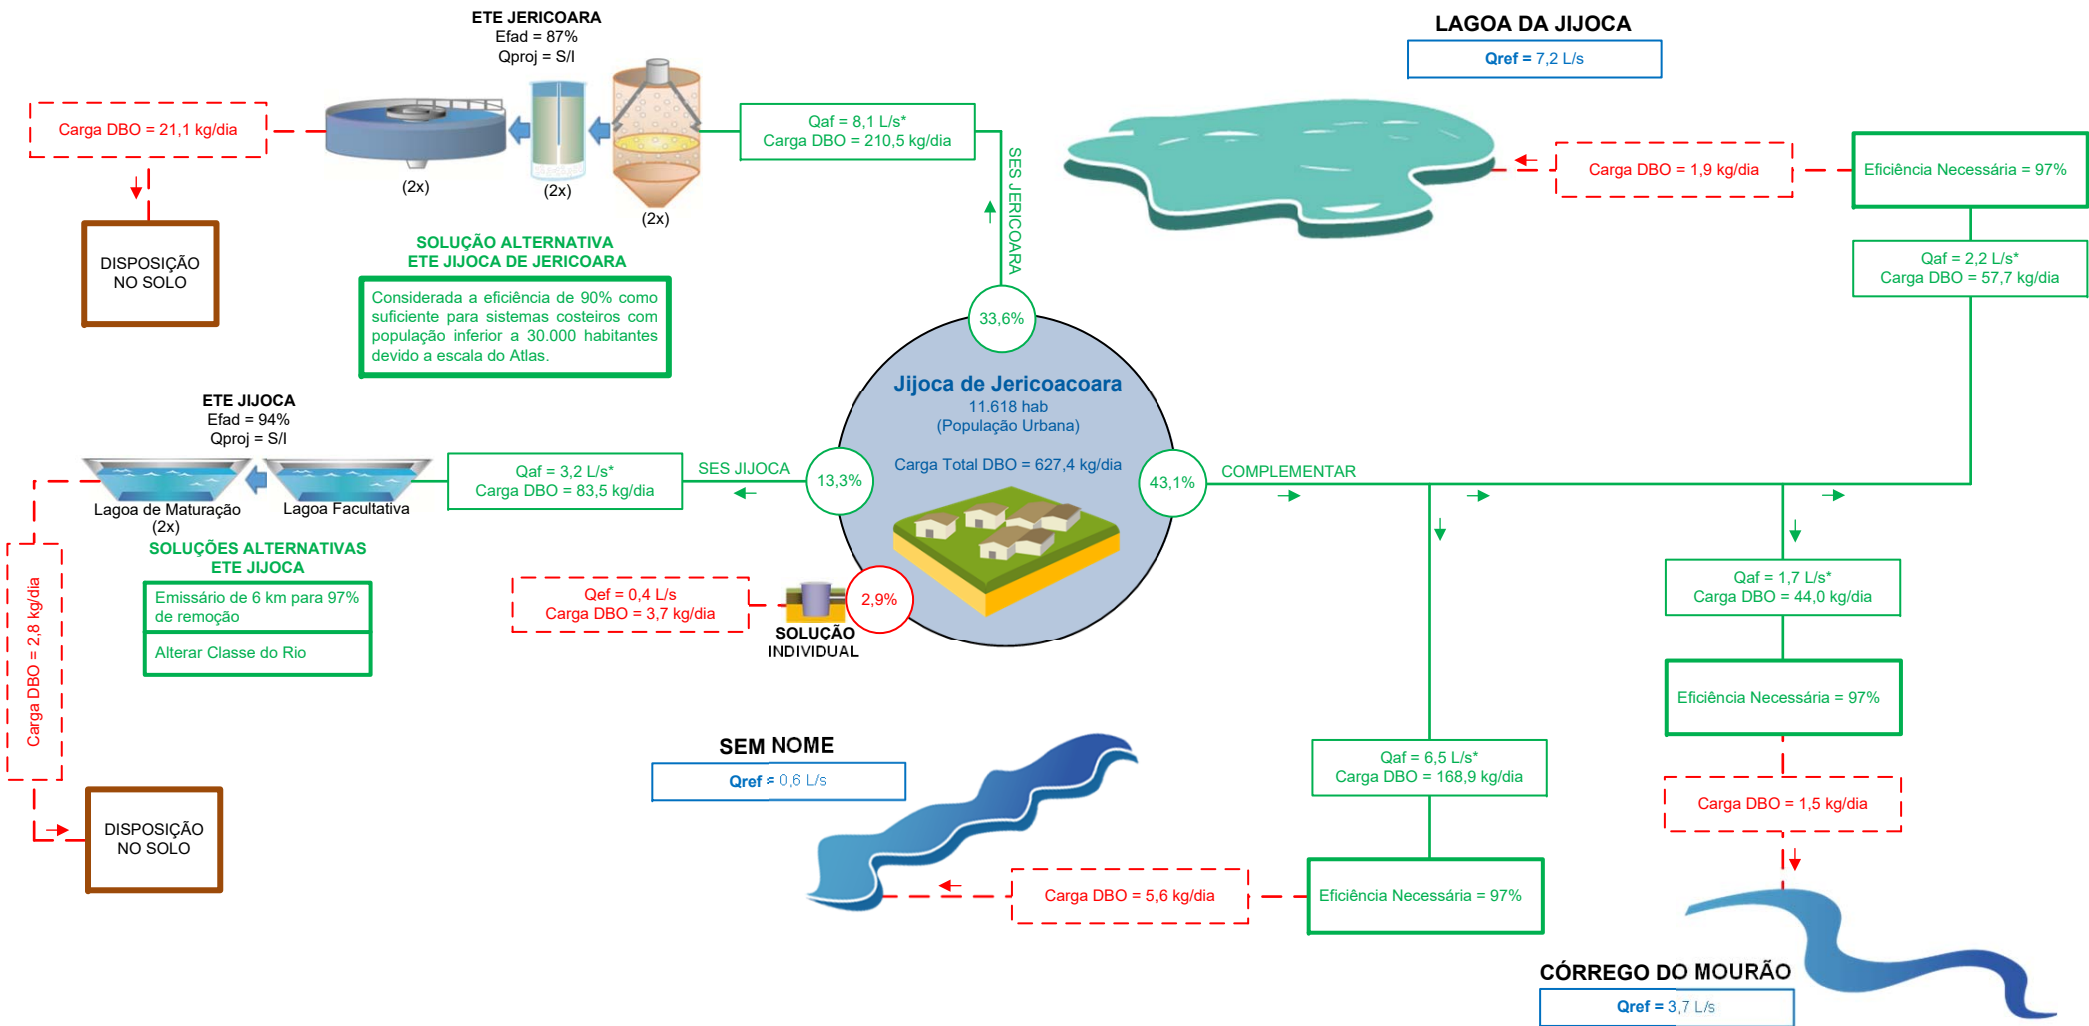 ETE JERICOARA
Efad = 87%
Qproj = S/I
(2x)
(2x)
(2x)
Carga DBO = 21,1 kg/dia
DISPOSIÇÃO
NO SOLO
Qaf = 8,1 L/s*
Carga DBO = 210,5 kg/dia
SES JERICOARA
SOLUÇÃO ALTERNATIVA
ETE JIJOCA DE JERICOARA
Considerada a eficiência de 90% como
suficiente para sistemas costeiros com
população inferior a 30.000 habitantes
devido a escala do Atlas.
LAGOA DA JIJOCA
Qref = 7,2 L/s
Carga DBO = 1,9 kg/dia
Eficiência Necessária = 97%
Qaf = 2,2 L/s*
Carga DBO = 57,7 kg/dia
33,6%
Jijoca de Jericoacoara
11.618 hab
(População Urbana)
Carga Total DBO = 627,4 kg/dia
13,3%
43,1%
2,9%
COMPLEMENTAR
SES JIJOCA
ETE JIJOCA
Efad = 94%
Qproj = S/I
Lagoa de Maturação
(2x)
Lagoa Facultativa
Qaf = 3,2 L/s*
Carga DBO = 83,5 kg/dia
SOLUÇÕES ALTERNATIVAS
ETE JIJOCA
Emissário de 6 km para 97%
de remoção
Alterar Classe do Rio
Carga DBO = 2,8 kg/dia
DISPOSIÇÃO
NO SOLO
Qef = 0,4 L/s
Carga DBO = 3,7 kg/dia
SOLUÇÃO
INDIVIDUAL
SEM NOME
Qref = 0,6 L/s
Carga DBO = 5,6 kg/dia
Qaf = 6,5 L/s*
Carga DBO = 168,9 kg/dia
Eficiência Necessária = 97%
Qaf = 1,7 L/s*
Carga DBO = 44,0 kg/dia
Eficiência Necessária = 97%
Carga DBO = 1,5 kg/dia
CÓRREGO DO MOURÃO
Qref = 3,7 L/s